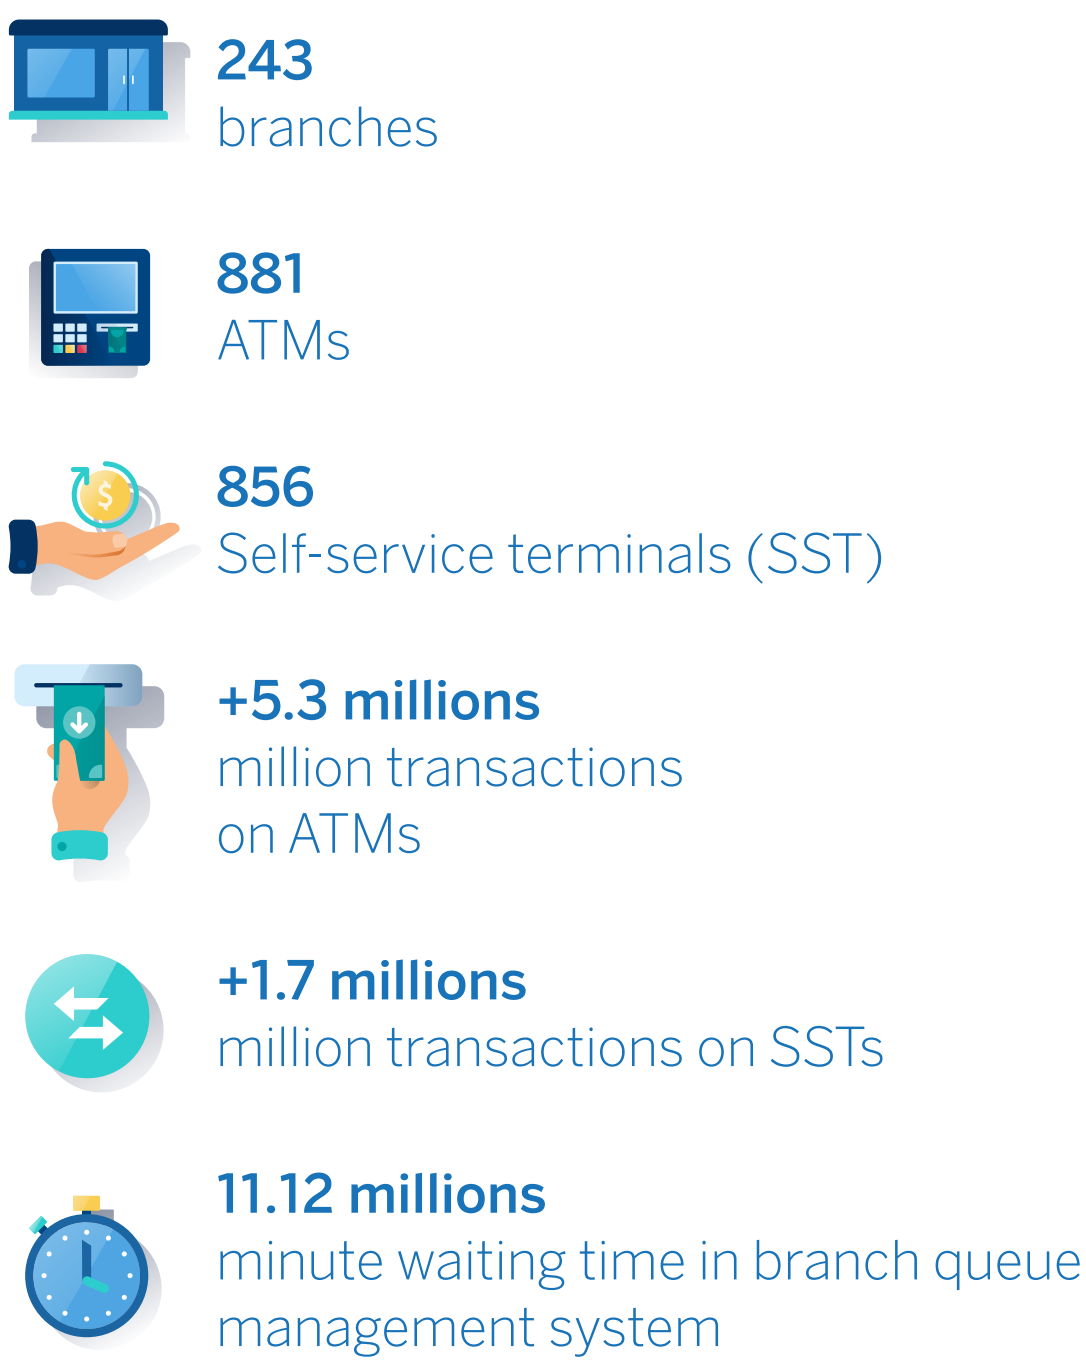 243
branches
881
ATMs
$
856
Self-service terminals (SST)
+5.3 millions
million transactions
on ATMs
+1.7 millions
million transactions on SSTs
11.12 millions
minute waiting time in branch queue
management system